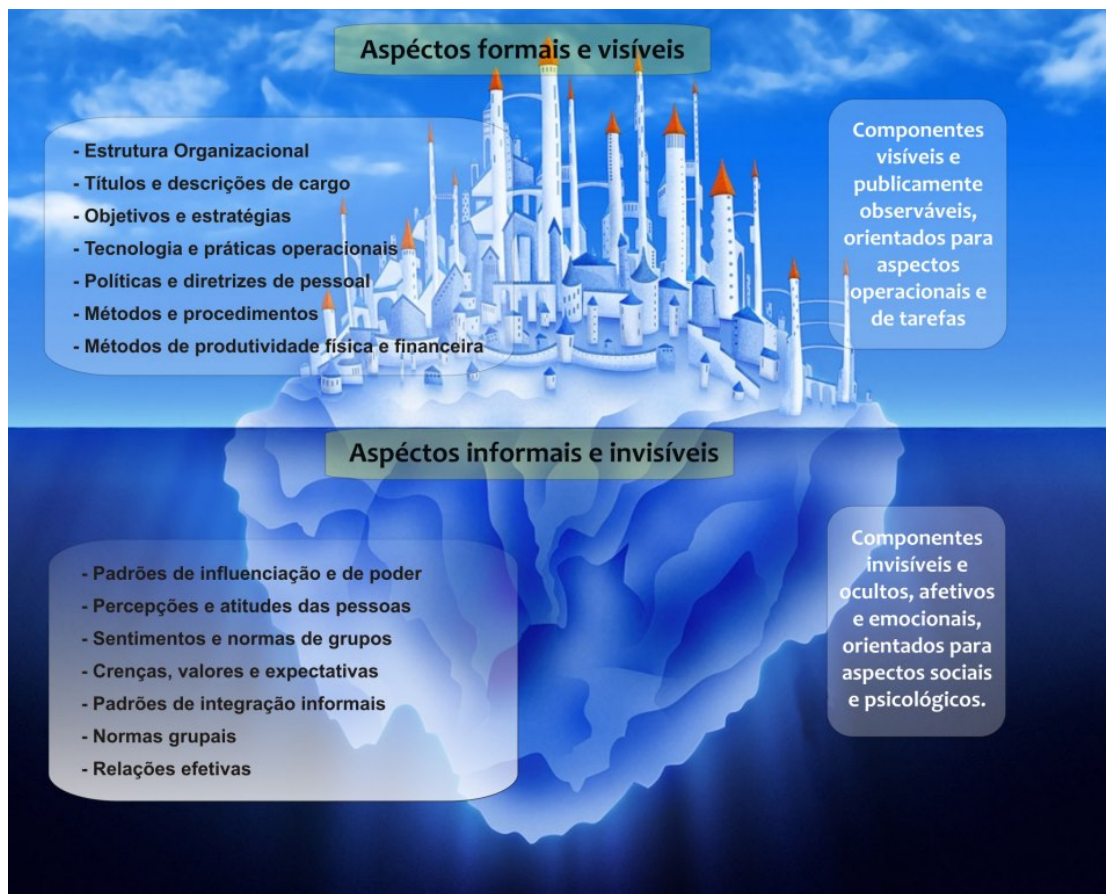 Aspéctos formais e visíveis
- Estrutura Organizacional
- Títulos e descrições de cargo
- Objetivos e estratégias
- Tecnologia e práticas operacionais
- Políticas e diretrizes de pessoal
- Métodos e procedimentos
- Métodos de produtividade física e financeira
Componentes
visíveis e
publicamente
observáveis,
orientados para
aspectos
operacionais e
de tarefas
Aspéctos informais e invisíveis
- Padrões de influenciação e de poder
- Percepções e atitudes das pessoas
- Sentimentos e normas de grupos
- Crenças, valores e expectativas
- Padrões de integração informais
- Normas grupais
- Relações efetivas
Componentes
invisíveis e
ocultos, afetivos
e emocionais,
orientados para
aspectos sociais
e psicológicos.